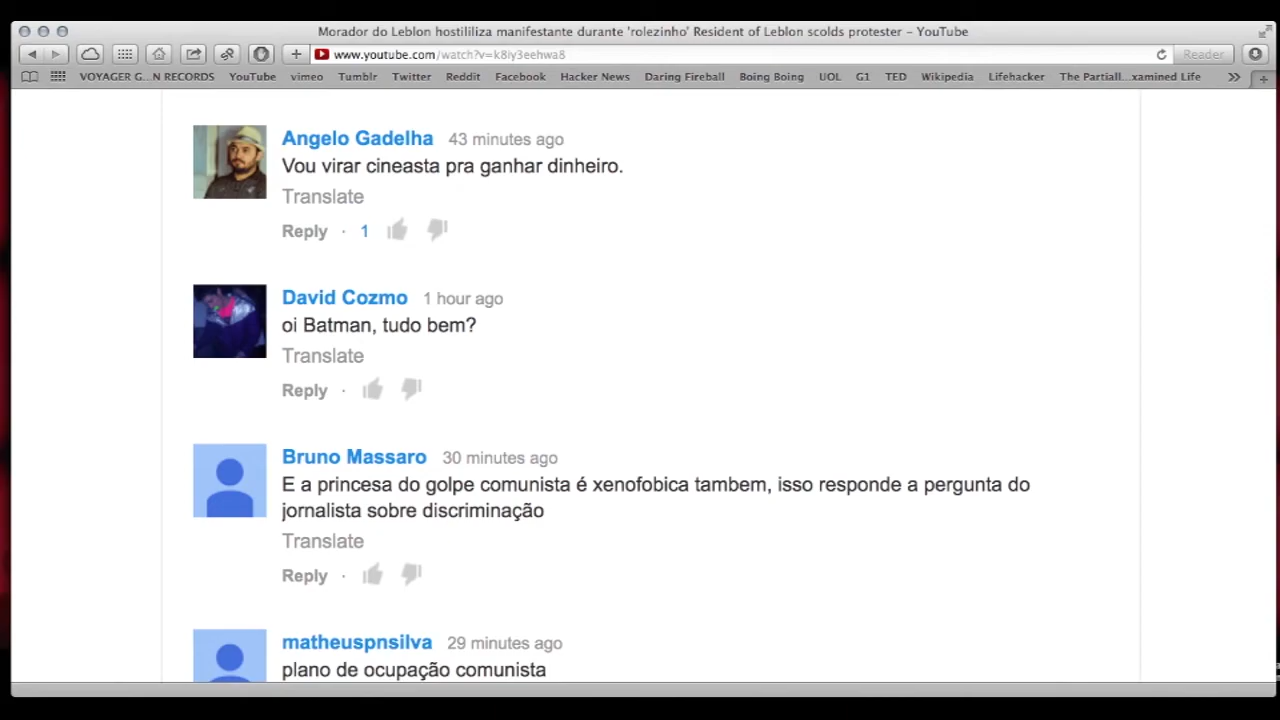 Morador do Leblon hostililiza manifestante durante 'rolezinho' Resident of Leblon scolds protester – YouTube
www.youtube.com/watch?v=k8iy3eehwa8
Reader
VOYAGER G...N RECORDS YouTube vimeo Tumblr Twitter Reddit Facebook Hacker News Daring Fireball Boing Boing UOL G1 TED Wikipedia Lifehacker The Partiall...xamined Life
Angelo Gadelha 43 minutes ago
Vou virar cineasta pra ganhar dinheiro.
Translate
Reply · 1
David Cozmo 1 hour ago
oi Batman, tudo bem?
Translate
Reply ·
Bruno Massaro 30 minutes ago
E a princesa do golpe comunista é xenofobica tambem, isso responde a pergunta do
jornalista sobre discriminação
Translate
Reply ·
matheuspnsilva 29 minutes ago
plano de ocupação comunista